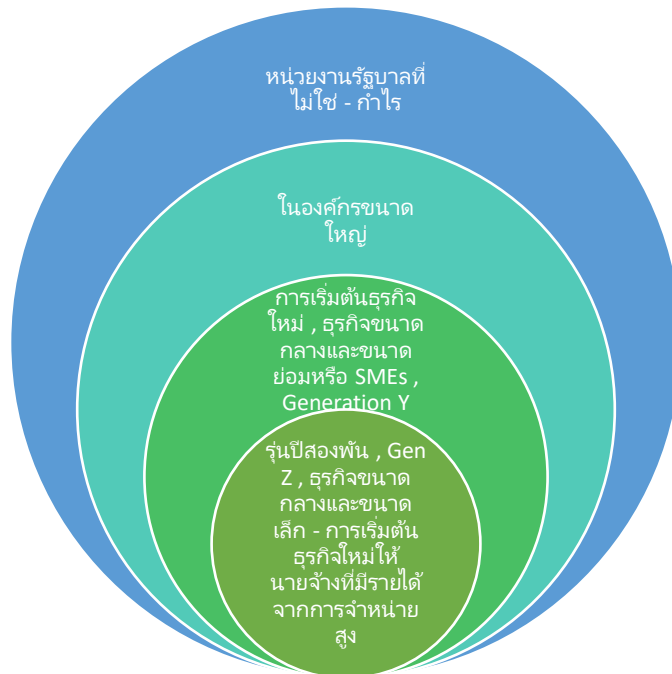 หน่วยงานรัฐบาลที่
ไม่ใช่ - กำไร
ในองค์กรขนาด
ใหญ่
การเริ่มต้นธุรกิจ
ใหม่ , ธุรกิจขนาด
กลางและขนาด
ย่อมหรือ SMEs ,
Generation Y
รุ่นปีสองพัน , Gen
Z , ธุรกิจขนาด
กลางและขนาด
เล็ก - การเริ่มต้น
ธุรกิจใหม่ให้
นายจ้างที่มีรายได้
จากการจำหน่าย
สูง